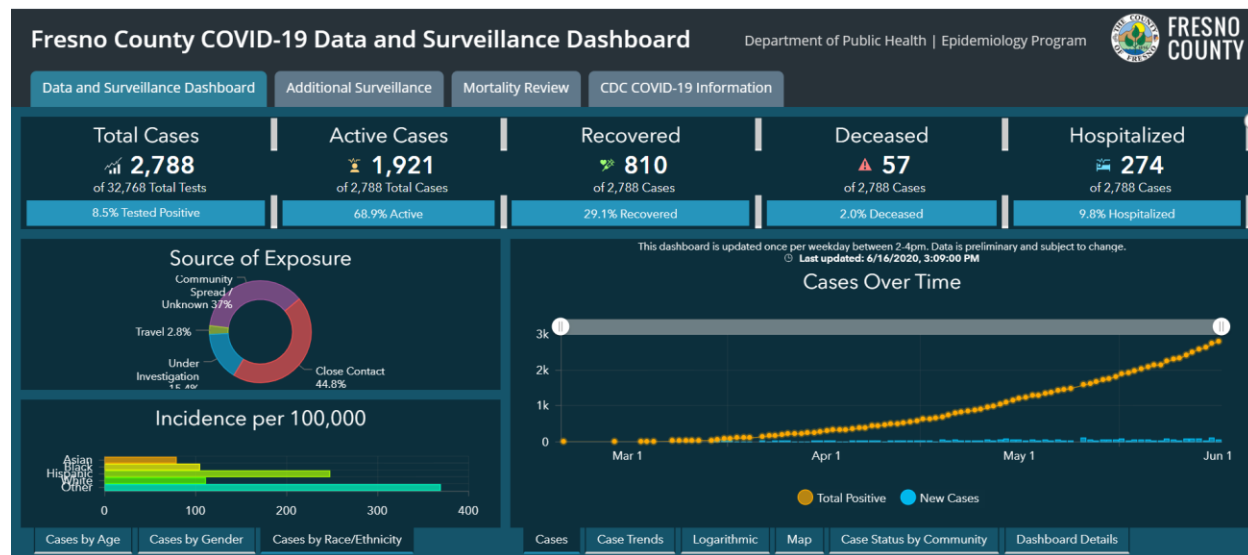 Fresno County COVID-19 Data and Surveillance Dashboard
Department of Public Health | Epidemiology Program
THE COUNTY OF FRESNO
FRESNO
COUNTY
Data and Surveillance Dashboard
Additional Surveillance
Mortality Review
CDC COVID-19 Information
Total Cases
2,788
of 32,768 Total Tests
8.5% Tested Positive
Active Cases
1,921
of 2,788 Total Cases
68.9% Active
Recovered
810
of 2,788 Cases
29.1% Recovered
Deceased
57
of 2,788 Cases
2.0% Deceased
Hospitalized
274
of 2,788 Cases
9.8% Hospitalized
Source of Exposure
Community
Spread /
Unknown 37%
Travel 2.8%
Under
Investigation
15.4%
Close Contact
44.8%
Incidence per 100,000
Asian
Black
Hispanic
White
Other
0 100 200 300 400
Cases by Age
Cases by Gender
Cases by Race/Ethnicity
This dashboard is updated once per weekday between 2-4pm. Data is preliminary and subject to change.
Last updated: 6/16/2020, 3:09:00 PM
Cases Over Time
3k
2k
1k
0
Mar 1 Apr 1 May 1 Jun 1
Total Positive New Cases
Cases
Case Trends
Logarithmic
Map
Case Status by Community
Dashboard Details